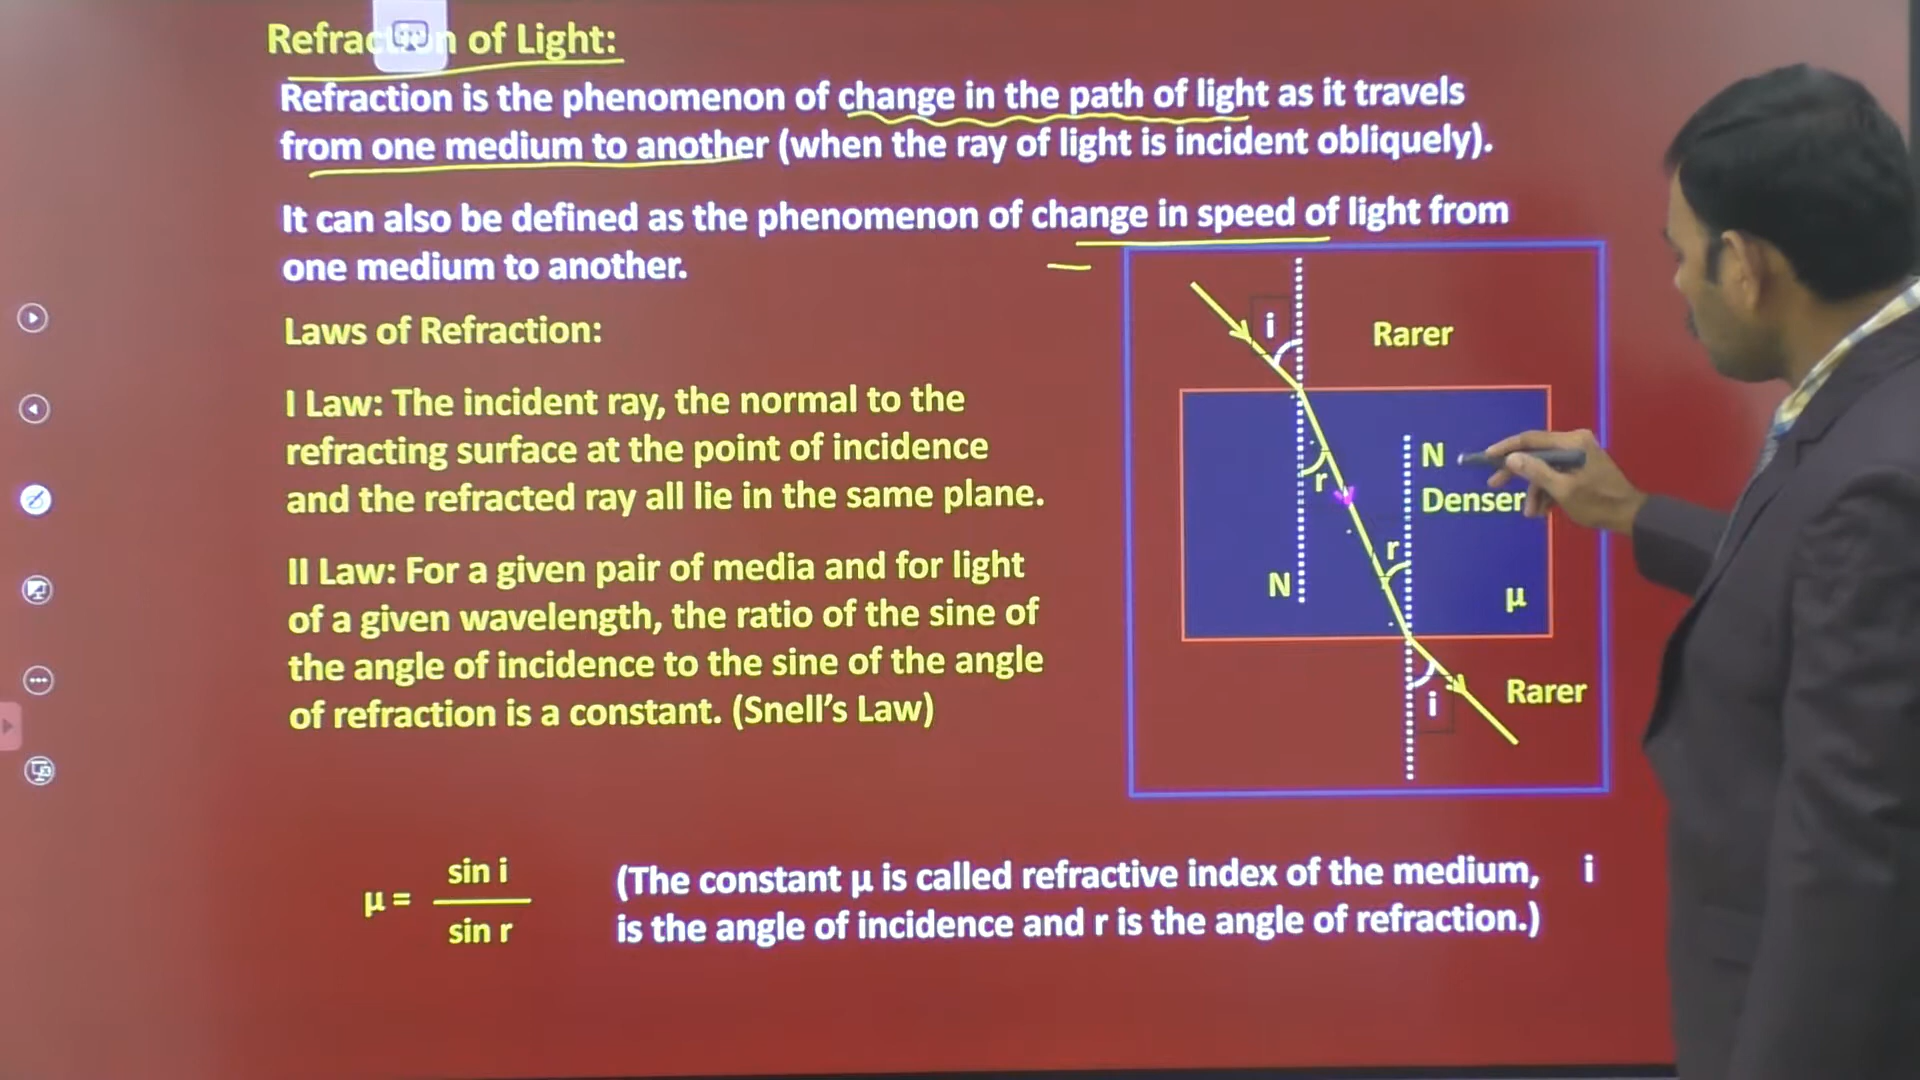 Refraction of Light:
Refraction is the phenomenon of change in the path of light as it travels
from one medium to another (when the ray of light is incident obliquely).
It can also be defined as the phenomenon of change in speed of light from
one medium to another.
Laws of Refraction:
I Law: The incident ray, the normal to the
refracting surface at the point of incidence
and the refracted ray all lie in the same plane.
II Law: For a given pair of media and for light
of a given wavelength, the ratio of the sine of
the angle of incidence to the sine of the angle
of refraction is a constant. (Snell’s Law)
i
Rarer
N
r
Denser
r
N
µ
i
Rarer
µ = sin i / sin r
(The constant µ is called refractive index of the medium, i
is the angle of incidence and r is the angle of refraction.)